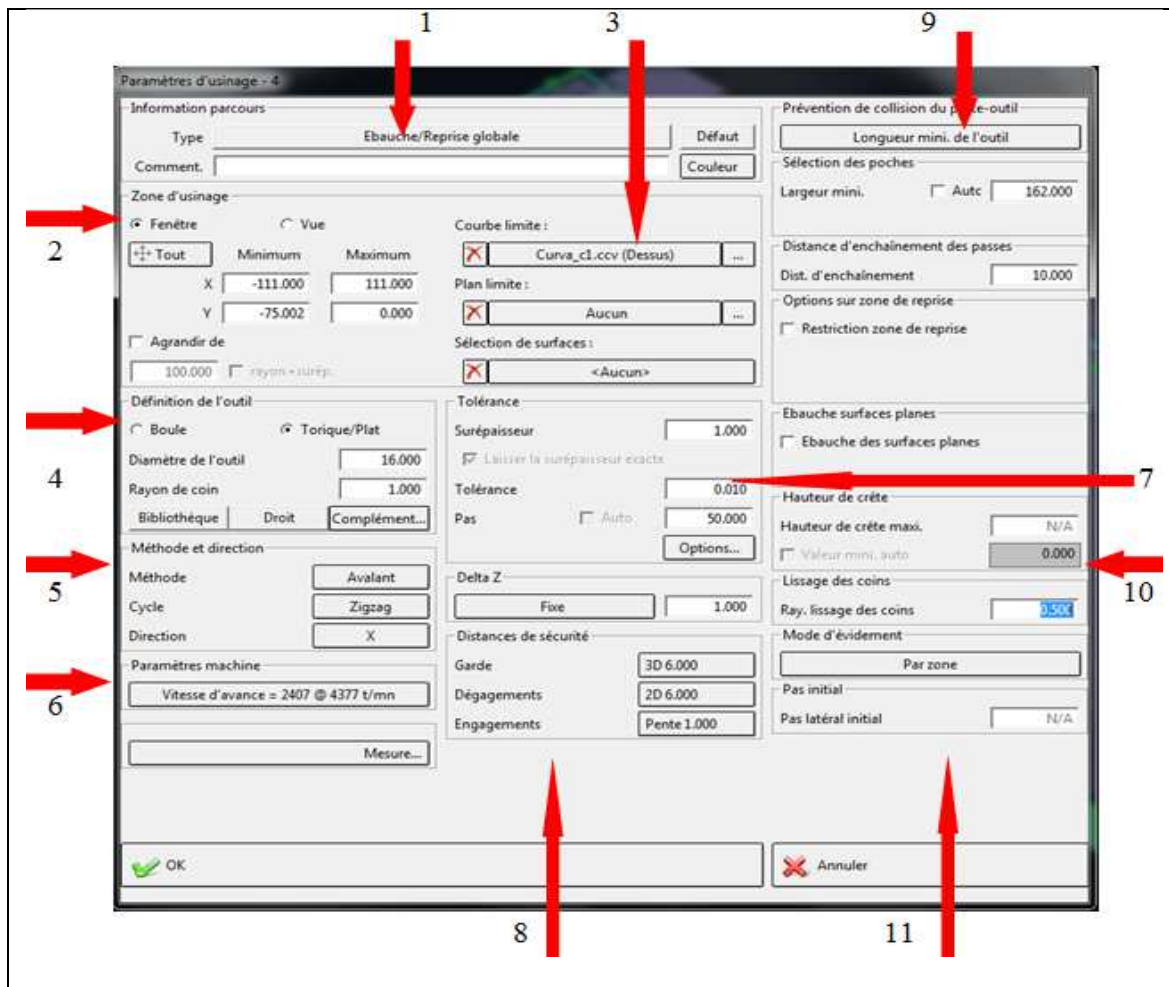 1 3 9
Paramètres d'usinage - 4
Information parcours
Type Ebauche/Reprise globale Défaut
Comment. Couleur
Zone d'usinage
2
Fenêtre Vue
Tout Minimum Maximum
X -111.000 111.000
Y -75.002 0.000
Agrandir de
100.000 rayon + surép.
Courbe limite :
Curva_c1.ccv (Dessus) ...
Plan limite :
Aucun ...
Sélection de surfaces :
<Aucun>
Définition de l'outil
4
Boule Torique/Plat
Diamètre de l'outil 16.000
Rayon de coin 1.000
Bibliothèque Droit Complément...
Méthode et direction
5
Méthode Avalant
Cycle Zigzag
Direction X
Paramètres machine
6
Vitesse d'avance = 2407 @ 4377 t/mn
Mesure...
Tolérance
Surépaisseur 1.000
Laisser la surépaisseur exacte
Tolérance 0.010
7
Pas Auto 50.000
Options...
Delta Z
Fixe 1.000
Distances de sécurité
Garde 3D 6.000
Dégagements 2D 6.000
Engagements Pente 1.000
Prévention de collision du -outil
Longueur mini. de l'outil
Sélection des poches
Largeur mini. Autc 162.000
Distance d'enchaînement des passes
Dist. d'enchaînement 10.000
Options sur zone de reprise
Restriction zone de reprise
Ebauche surfaces planes
Ebauche des surfaces planes
Hauteur de crête
Hauteur de crête maxi. N/A
Valeur mini. auto 0.000
10
Lissage des coins
Ray. lissage des coins 0.500
Mode d'évidement
Par zone
Pas initial
Pas latéral initial N/A
OK Annuler
8 11